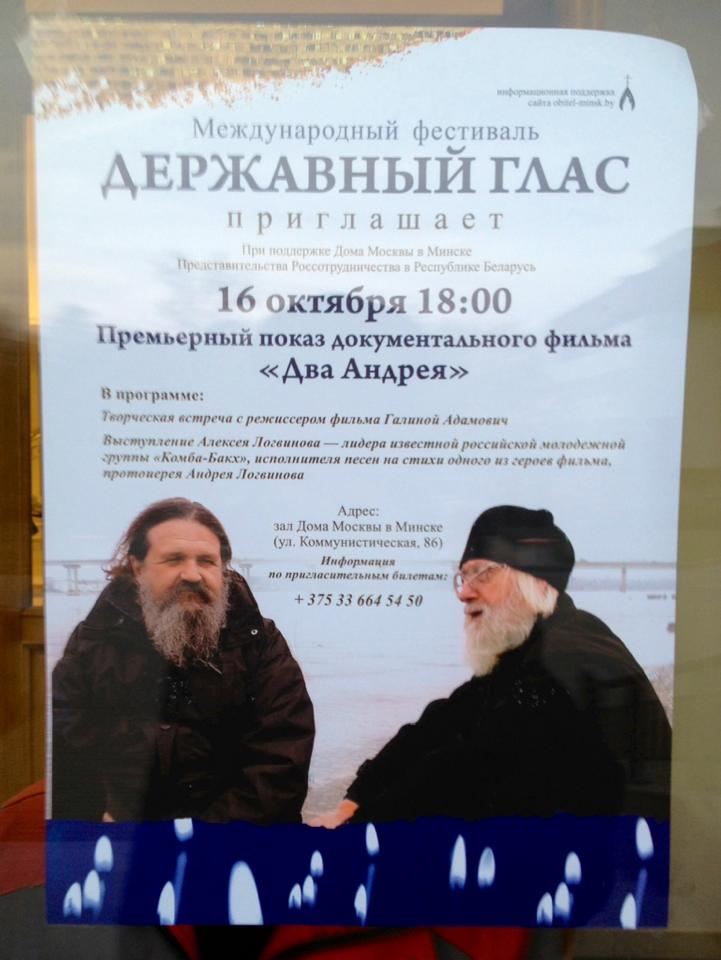 информационная поддержка
сайта obitel-minsk.by
Международный фестиваль
ДЕРЖАВНЫЙ ГЛАС
приглашает
При поддержке Дома Москвы в Минске
Представительства Россотрудничества в Республике Беларусь
16 октября 18:00
Премьерный показ документального фильма
«Два Андрея»
В программе:
Творческая встреча с режиссером фильма Галиной Адамович
Выступление Алексея Логвинова — лидера известной российской молодежной
группы «Комба-Бакх», исполнителя песен на стихи одного из героев фильма,
протоиерея Андрея Логвинова
Адрес:
зал Дома Москвы в Минске
(ул. Коммунистическая, 86)
Информация
по пригласительным билетам:
+ 375 33 664 54 50